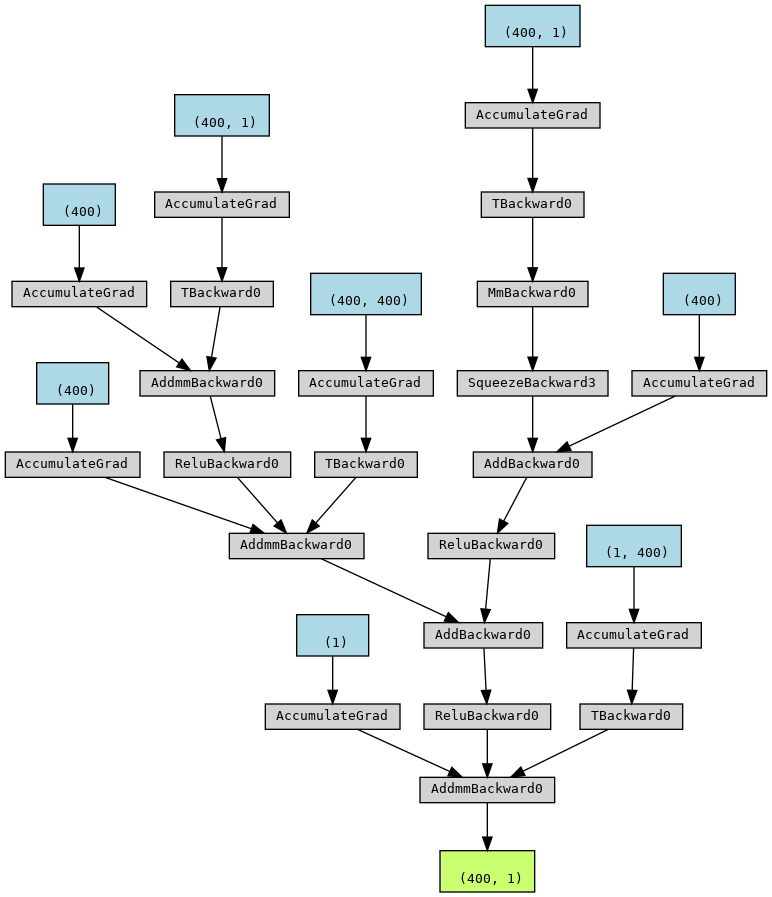 (400, 1)
AccumulateGrad
(400, 1)
(400)
AccumulateGrad
TBackward0
AccumulateGrad
TBackward0
(400, 400)
MmBackward0
(400)
(400)
AddmmBackward0
AccumulateGrad
SqueezeBackward3
AccumulateGrad
AccumulateGrad
ReluBackward0
TBackward0
AddBackward0
AddmmBackward0
ReluBackward0
(1, 400)
(1)
AddBackward0
AccumulateGrad
AccumulateGrad
ReluBackward0
TBackward0
AddmmBackward0
(400, 1)